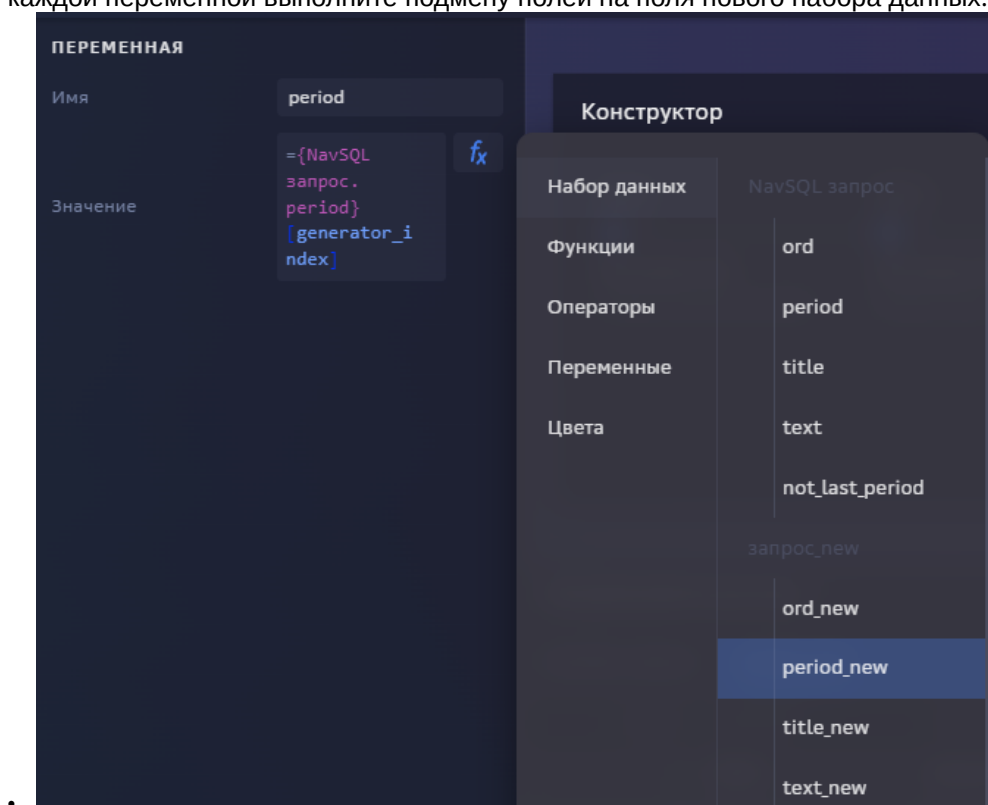 каждой переменной выполните подмену полей на поля нового набора данных.
ПЕРЕМЕННАЯ
Имя
period
Значение
={NavSQL
запрос.
period}
[generator_i
ndex]
fx
Конструктор
Набор данных
Функции
Операторы
Переменные
Цвета
NavSQL запрос
ord
period
title
text
not_last_period
запрос_new
ord_new
period_new
title_new
text_new